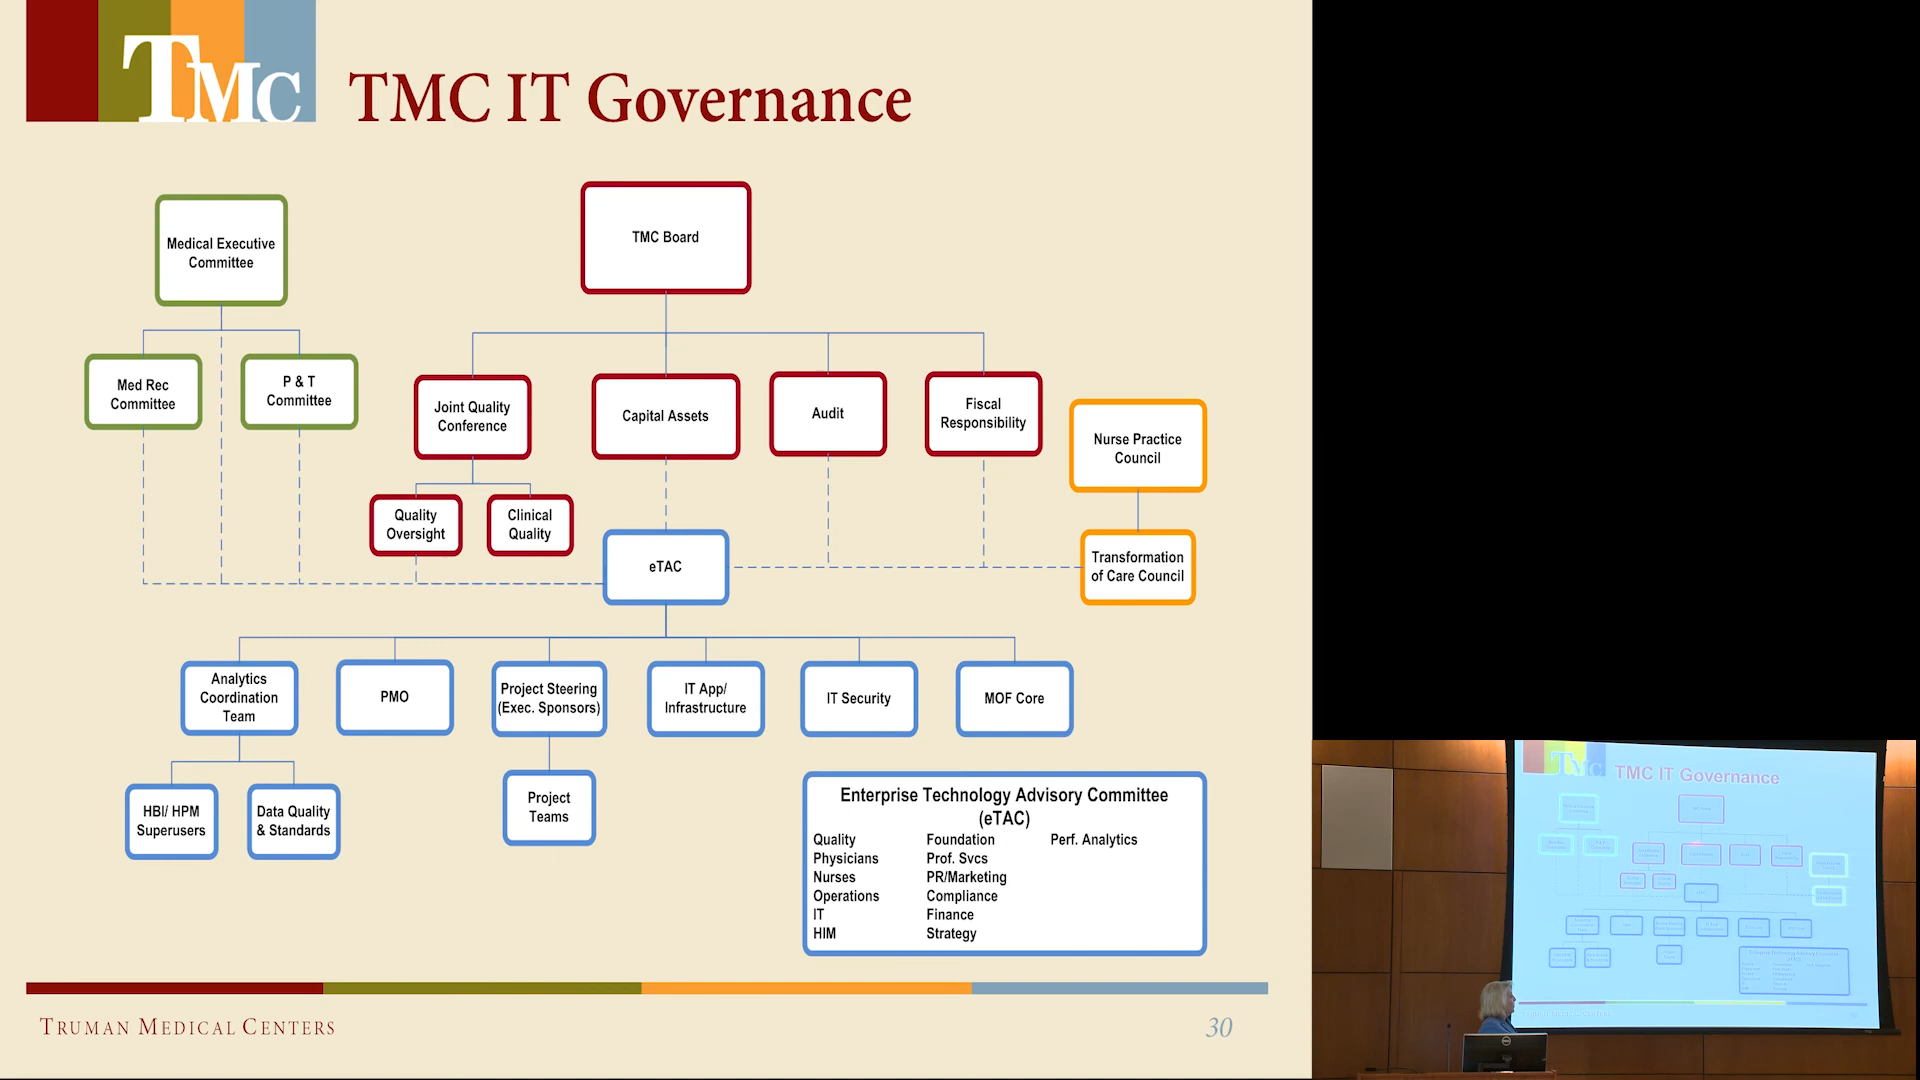 TMC
TMC IT Governance
Medical Executive
Committee
TMC Board
Med Rec
Committee
P & T
Committee
Joint Quality
Conference
Capital Assets
Audit
Fiscal
Responsibility
Nurse Practice
Council
Quality
Oversight
Clinical
Quality
eTAC
Transformation
of Care Council
Analytics
Coordination
Team
PMO
Project Steering
(Exec. Sponsors)
IT App/
Infrastructure
IT Security
MOF Core
HBI/ HPM
Superusers
Data Quality
& Standards
Project
Teams
Enterprise Technology Advisory Committee
(eTAC)
Quality Foundation Perf. Analytics
Physicians Prof. Svcs
Nurses PR/Marketing
Operations Compliance
IT Finance
HIM Strategy
TRUMAN MEDICAL CENTERS
30
TMC
TMC IT Governance